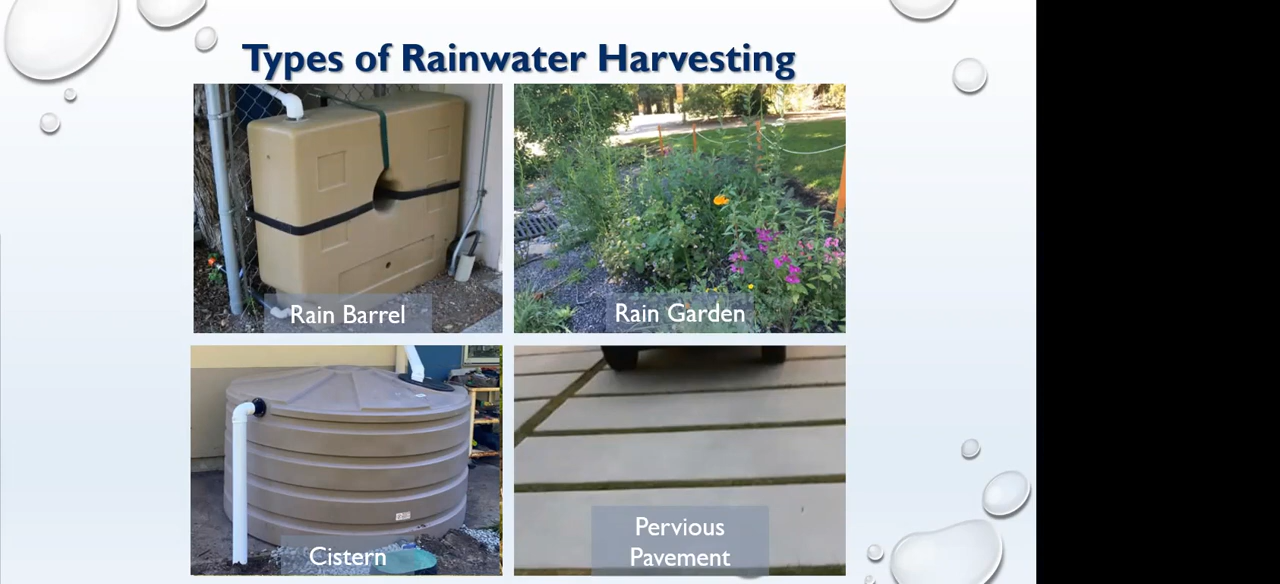 Types of Rainwater Harvesting
Rain Barrel
Rain Garden
Cistern
Pervious
Pavement